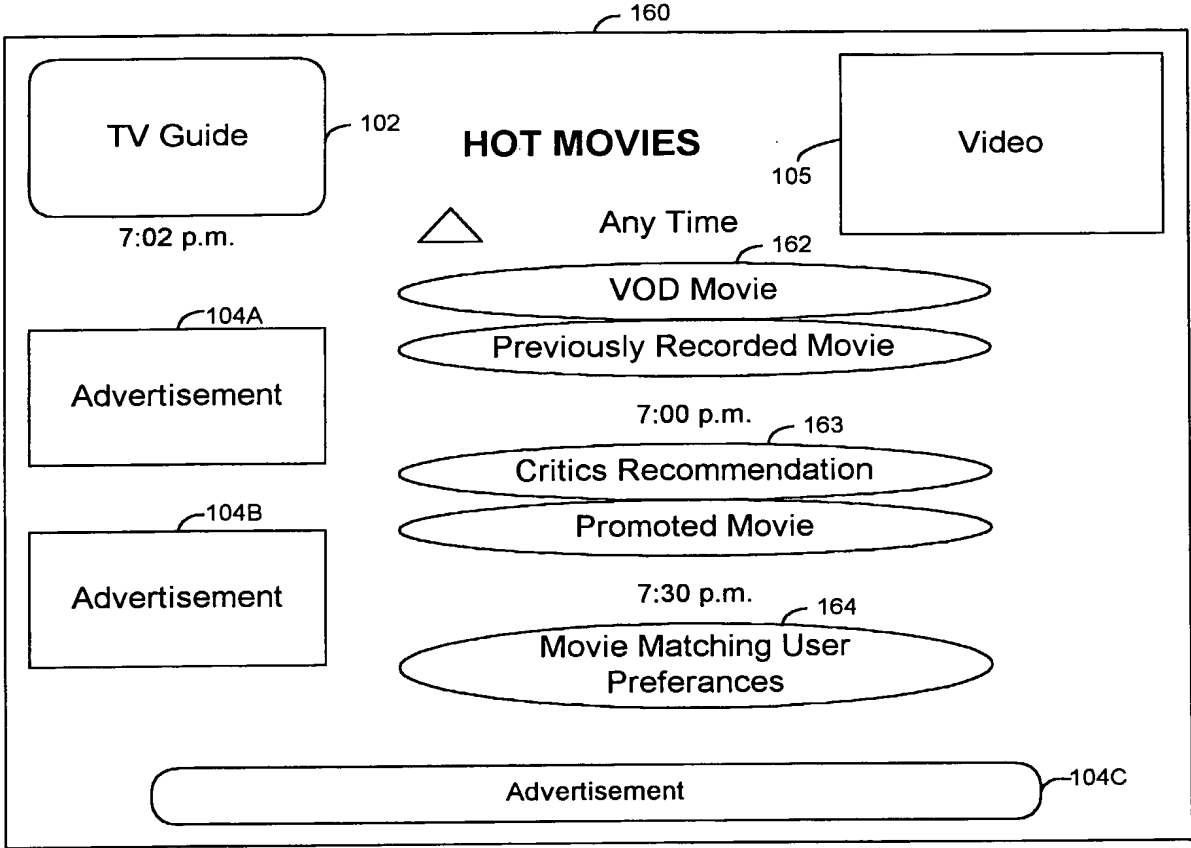 160
TV Guide
102
HOT MOVIES
Video
105
7:02 p.m.
Any Time
162
VOD Movie
Previously Recorded Movie
104A
Advertisement
7:00 p.m.
163
Critics Recommendation
Promoted Movie
104B
Advertisement
7:30 p.m.
164
Movie Matching User
Preferances
Advertisement
104C